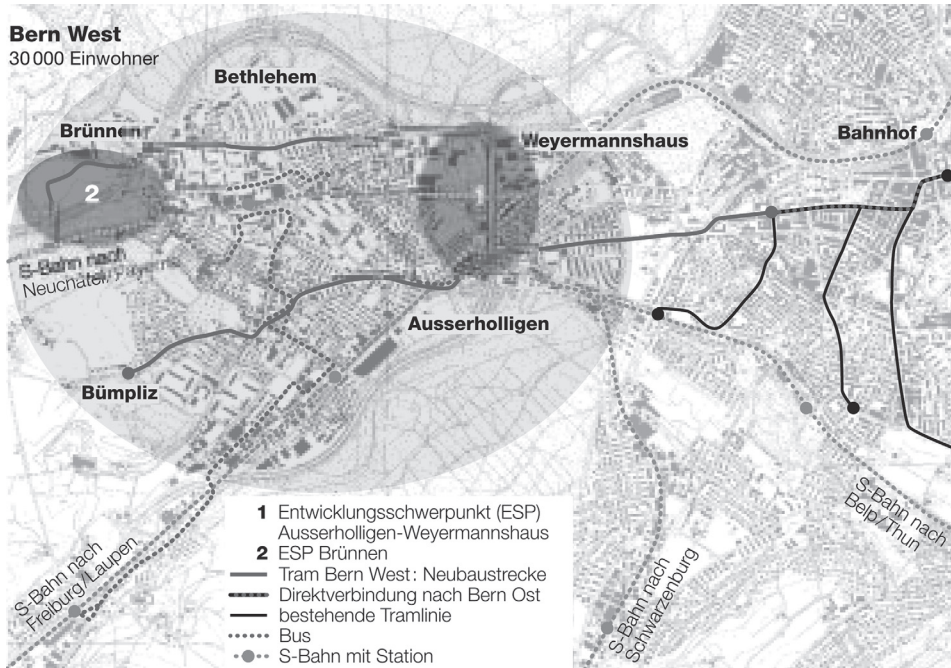 Bern West
30 000 Einwohner
Bethlehem
Brünnen
Weyermannshaus
Bahnhof
2
S-Bahn nach
Neuchâtel / Payerne
Ausserholligen
Bümpliz
S-Bahn nach
Freiburg/Laupen
S-Bahn nach
Schwarzenburg
S-Bahn nach
Belp/Thun
1 Entwicklungsschwerpunkt (ESP)
Ausserholligen-Weyermannshaus
2 ESP Brünnen
Tram Bern West: Neubaustrecke
Direktverbindung nach Bern Ost
bestehende Tramlinie
Bus
S-Bahn mit Station